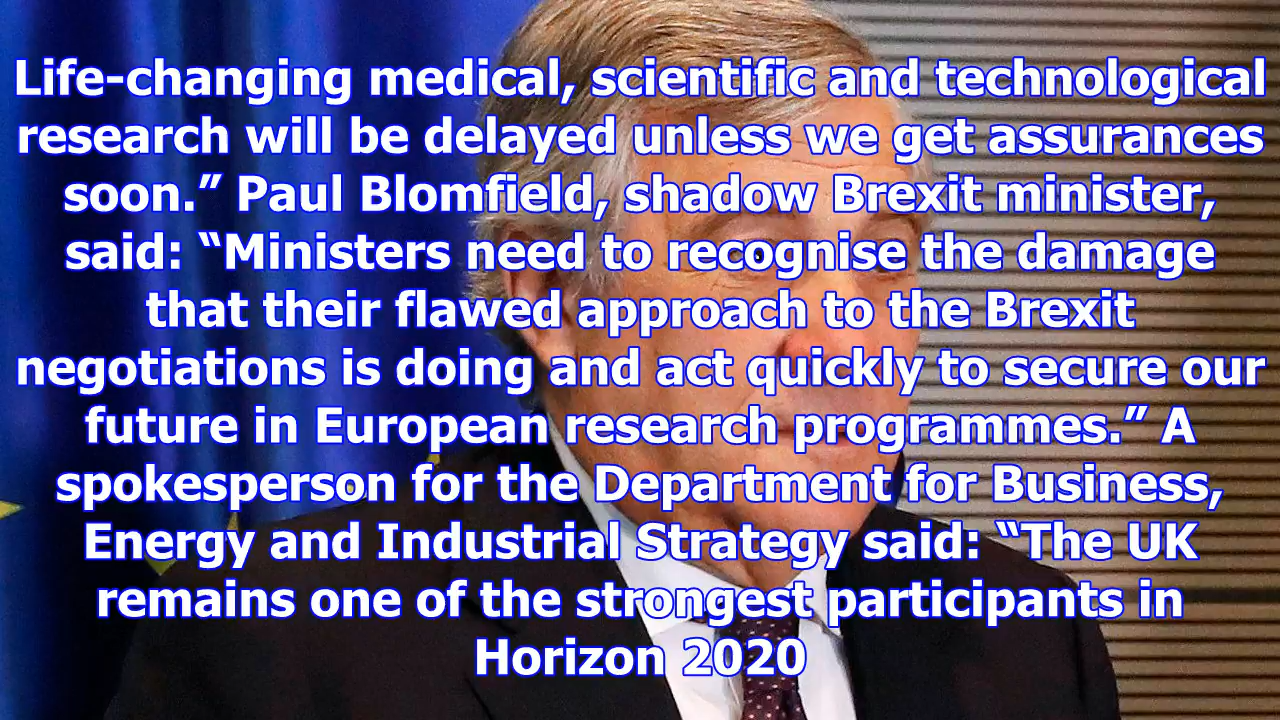 Life-changing medical, scientific and technological
research will be delayed unless we get assurances
soon.” Paul Blomfield, shadow Brexit minister,
said: “Ministers need to recognise the damage
that their flawed approach to the Brexit
negotiations is doing and act quickly to secure our
future in European research programmes.” A
spokesperson for the Department for Business,
Energy and Industrial Strategy said: “The UK
remains one of the strongest participants in
Horizon 2020